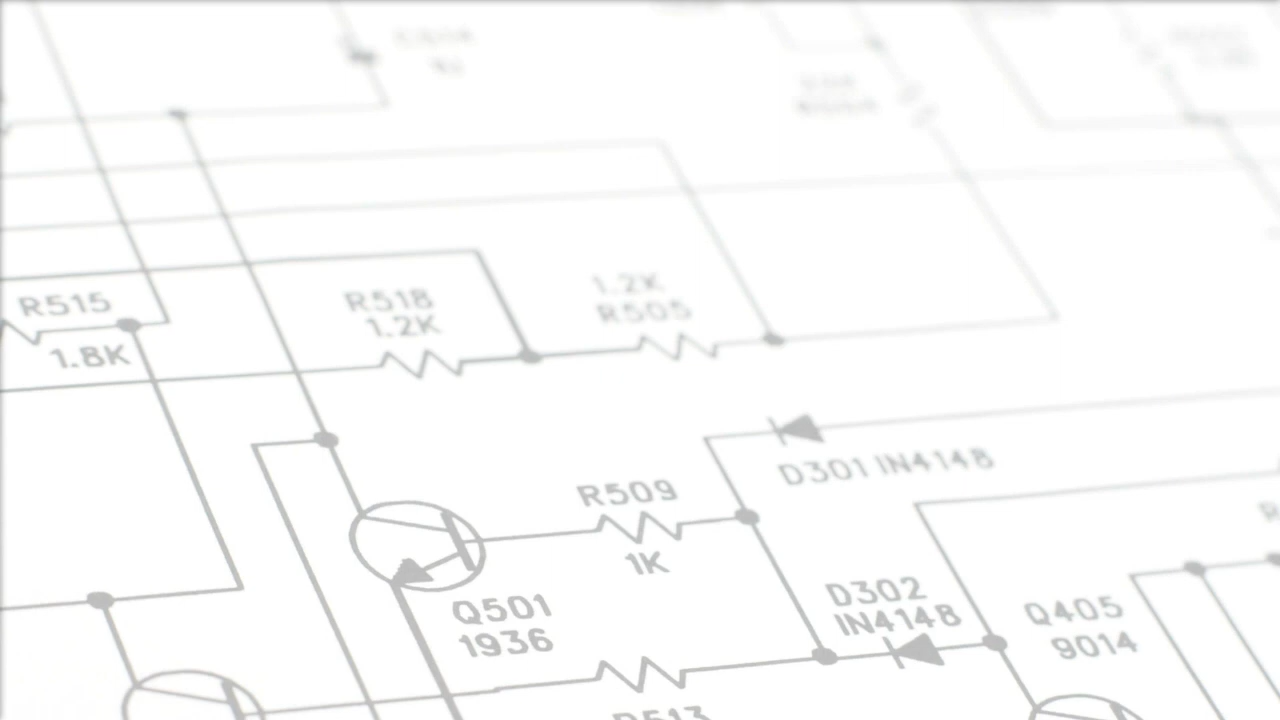 R515
1.8K
R518
1.2K
1.2K
R505
D301 IN4148
R509
1K
Q501
1936
D302
IN4148
Q405
9014